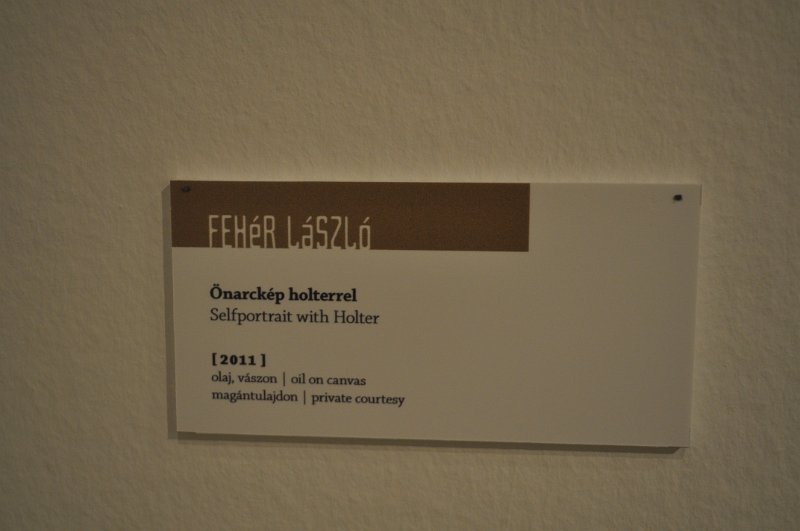 FEHéR LáSZLó
Önarckép holterrel
Selfportrait with Holter
[2011]
olaj, vászon | oil on canvas
magántulajdon | private courtesy